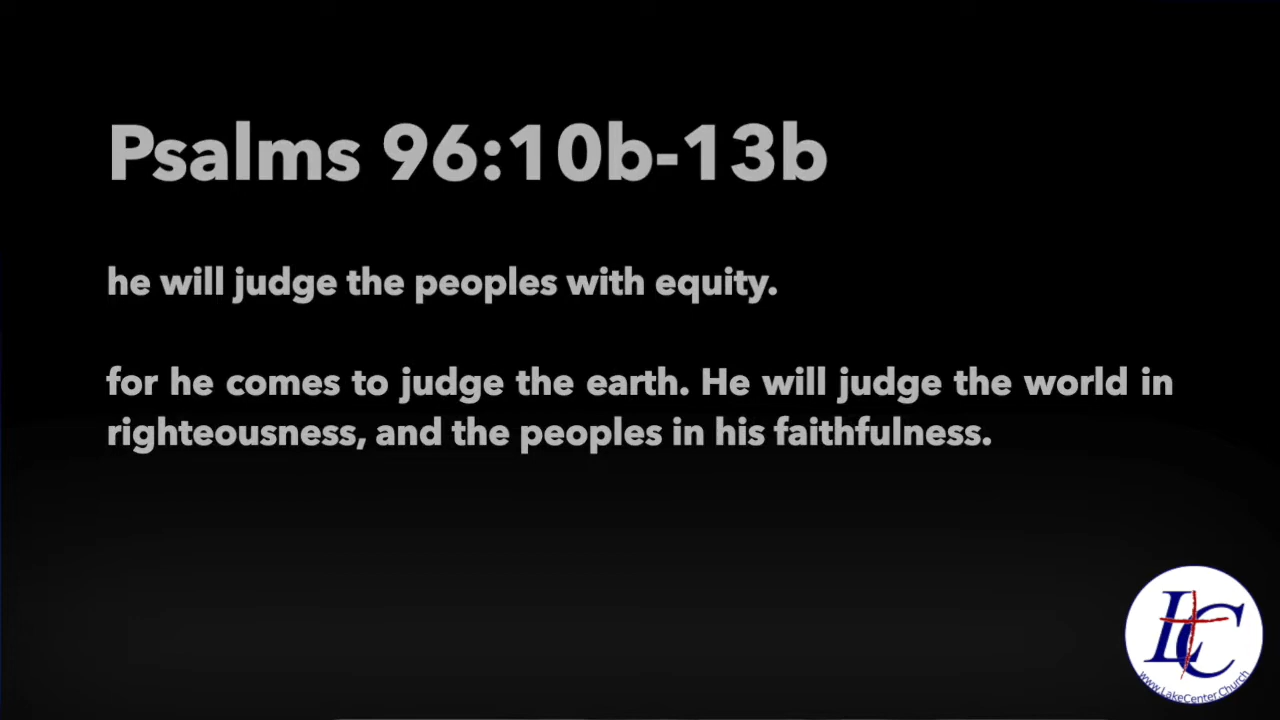 Psalms 96:10b-13b
he will judge the peoples with equity.
for he comes to judge the earth. He will judge the world in
righteousness, and the peoples in his faithfulness.
LC
www.LakeCenter.Church